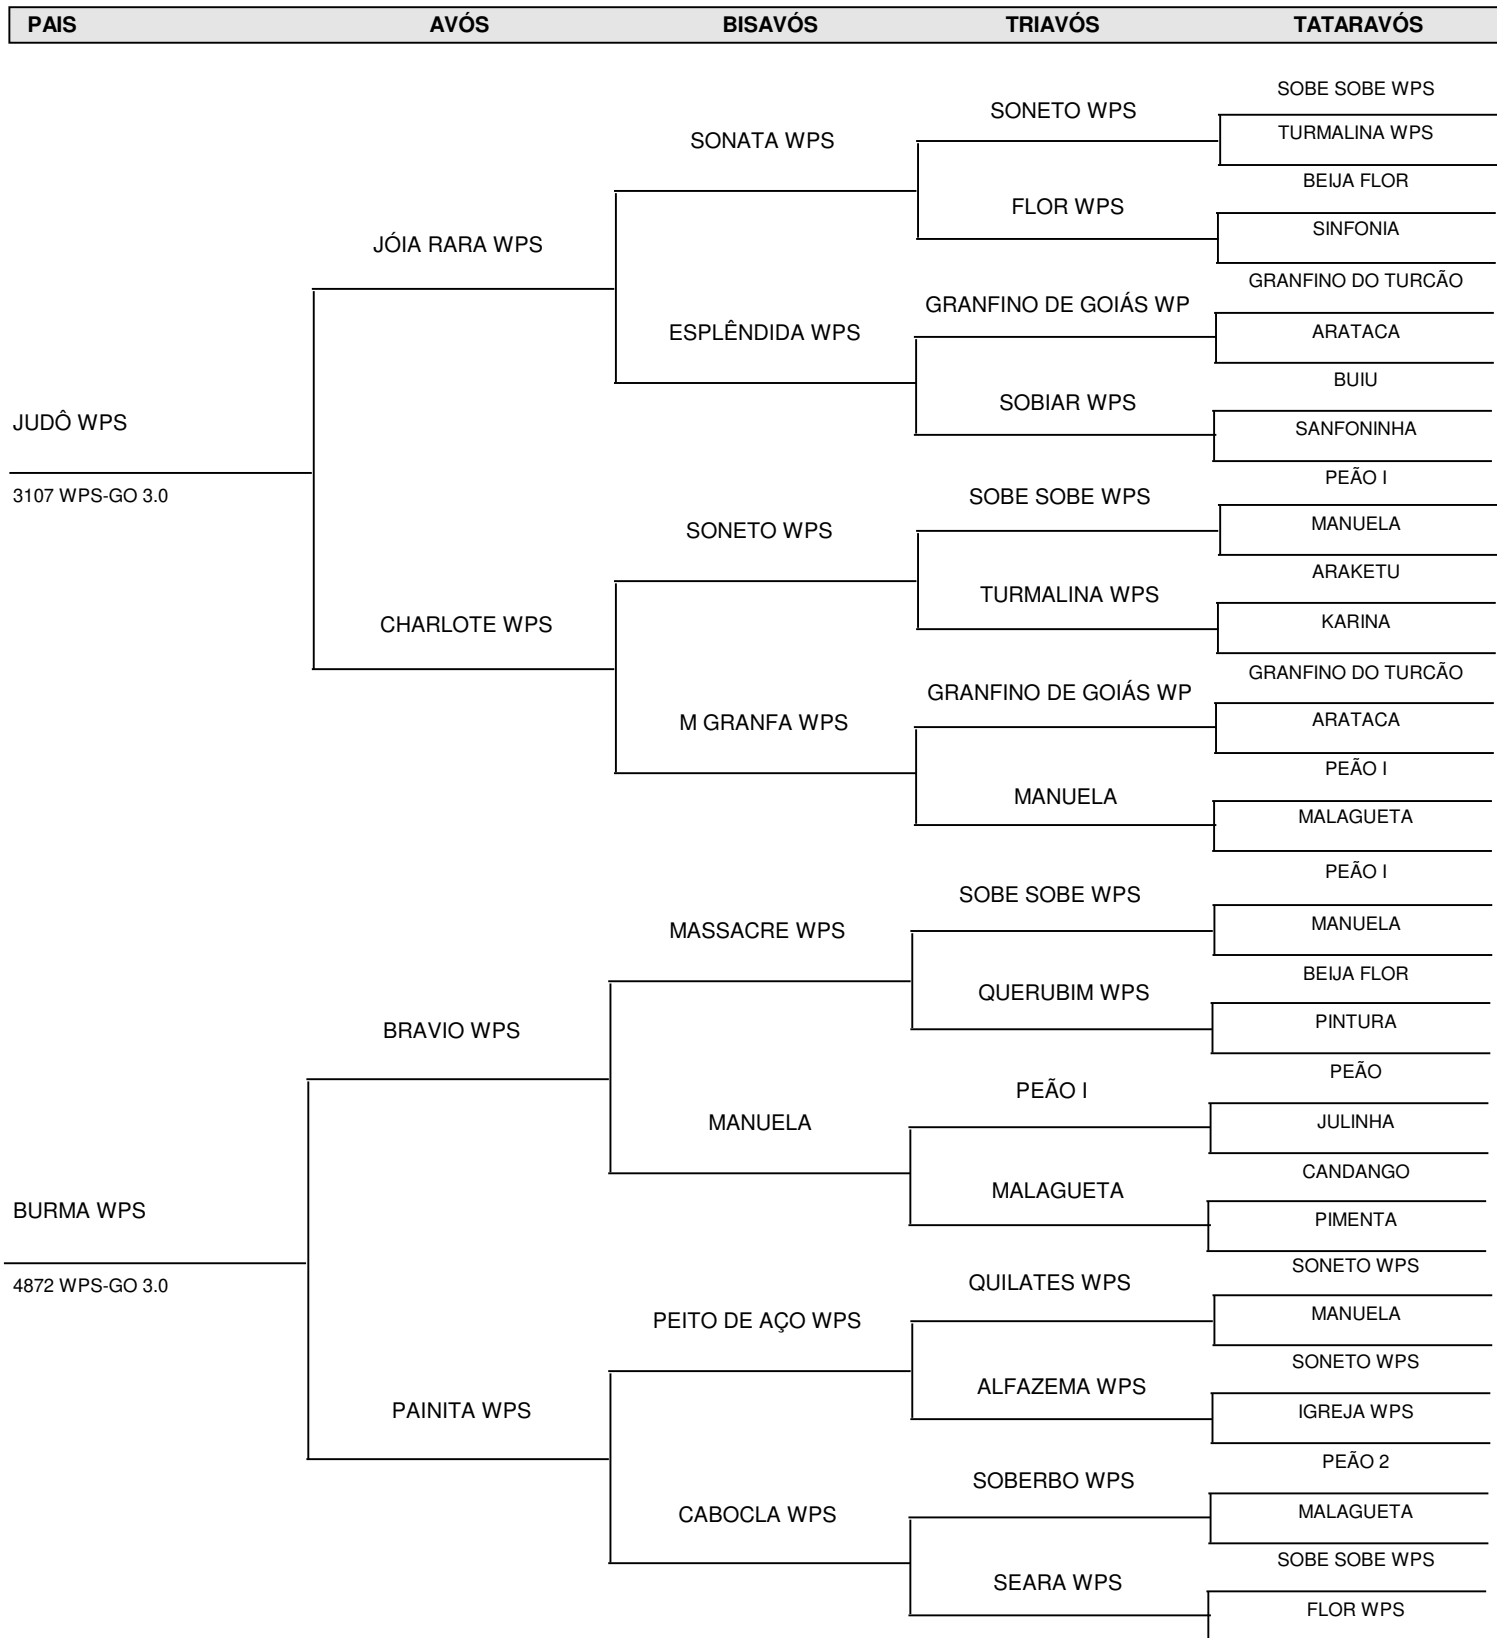 PAIS AVÓS BISAVÓS TRIAVÓS TATARAVÓS
SOBE SOBE WPS
SONETO WPS
TURMALINA WPS
SONATA WPS
BEIJA FLOR
FLOR WPS
SINFONIA
JÓIA RARA WPS
GRANFINO DO TURCÃO
GRANFINO DE GOIÁS WP
ARATACA
ESPLÊNDIDA WPS
BUIU
SOBIAR WPS
SANFONINHA
JUDÔ WPS
3107 WPS-GO 3.0
PEÃO I
SOBE SOBE WPS
MANUELA
SONETO WPS
ARAKETU
TURMALINA WPS
KARINA
CHARLOTE WPS
GRANFINO DO TURCÃO
GRANFINO DE GOIÁS WP
ARATACA
M GRANFA WPS
PEÃO I
MANUELA
MALAGUETA
PEÃO I
SOBE SOBE WPS
MANUELA
MASSACRE WPS
BEIJA FLOR
QUERUBIM WPS
PINTURA
BRAVIO WPS
PEÃO
PEÃO I
JULINHA
MANUELA
CANDANGO
MALAGUETA
PIMENTA
BURMA WPS
4872 WPS-GO 3.0
SONETO WPS
QUILATES WPS
MANUELA
PEITO DE AÇO WPS
SONETO WPS
ALFAZEMA WPS
IGREJA WPS
PAINITA WPS
PEÃO 2
SOBERBO WPS
MALAGUETA
CABOCLA WPS
SOBE SOBE WPS
SEARA WPS
FLOR WPS